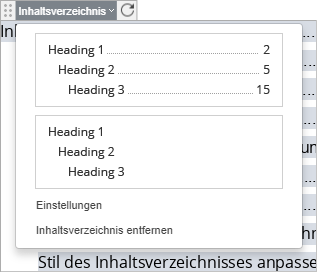 Inhaltsverzeichnis
Heading 1 2
Heading 2 5
Heading 3 15
Heading 1
Heading 2
Heading 3
Einstellungen
Inhaltsverzeichnis entfernen
Stil des Inhaltsverzeichnisses anpasse